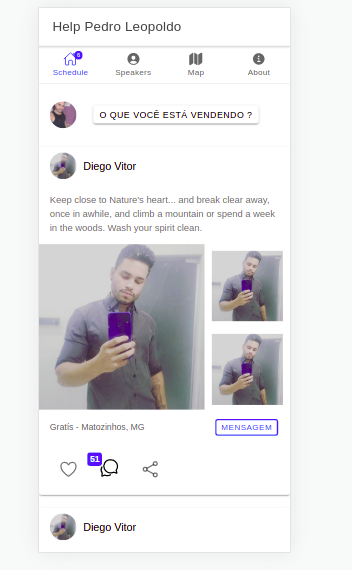 Help Pedro Leopoldo
Schedule
Speakers
Map
About
O QUE VOCÊ ESTÁ VENDENDO ?
Diego Vitor
Keep close to Nature's heart... and break clear away,
once in awhile, and climb a mountain or spend a week
in the woods. Wash your spirit clean.
Gratis - Matozinhos, MG
MENSAGEM
51
Diego Vitor